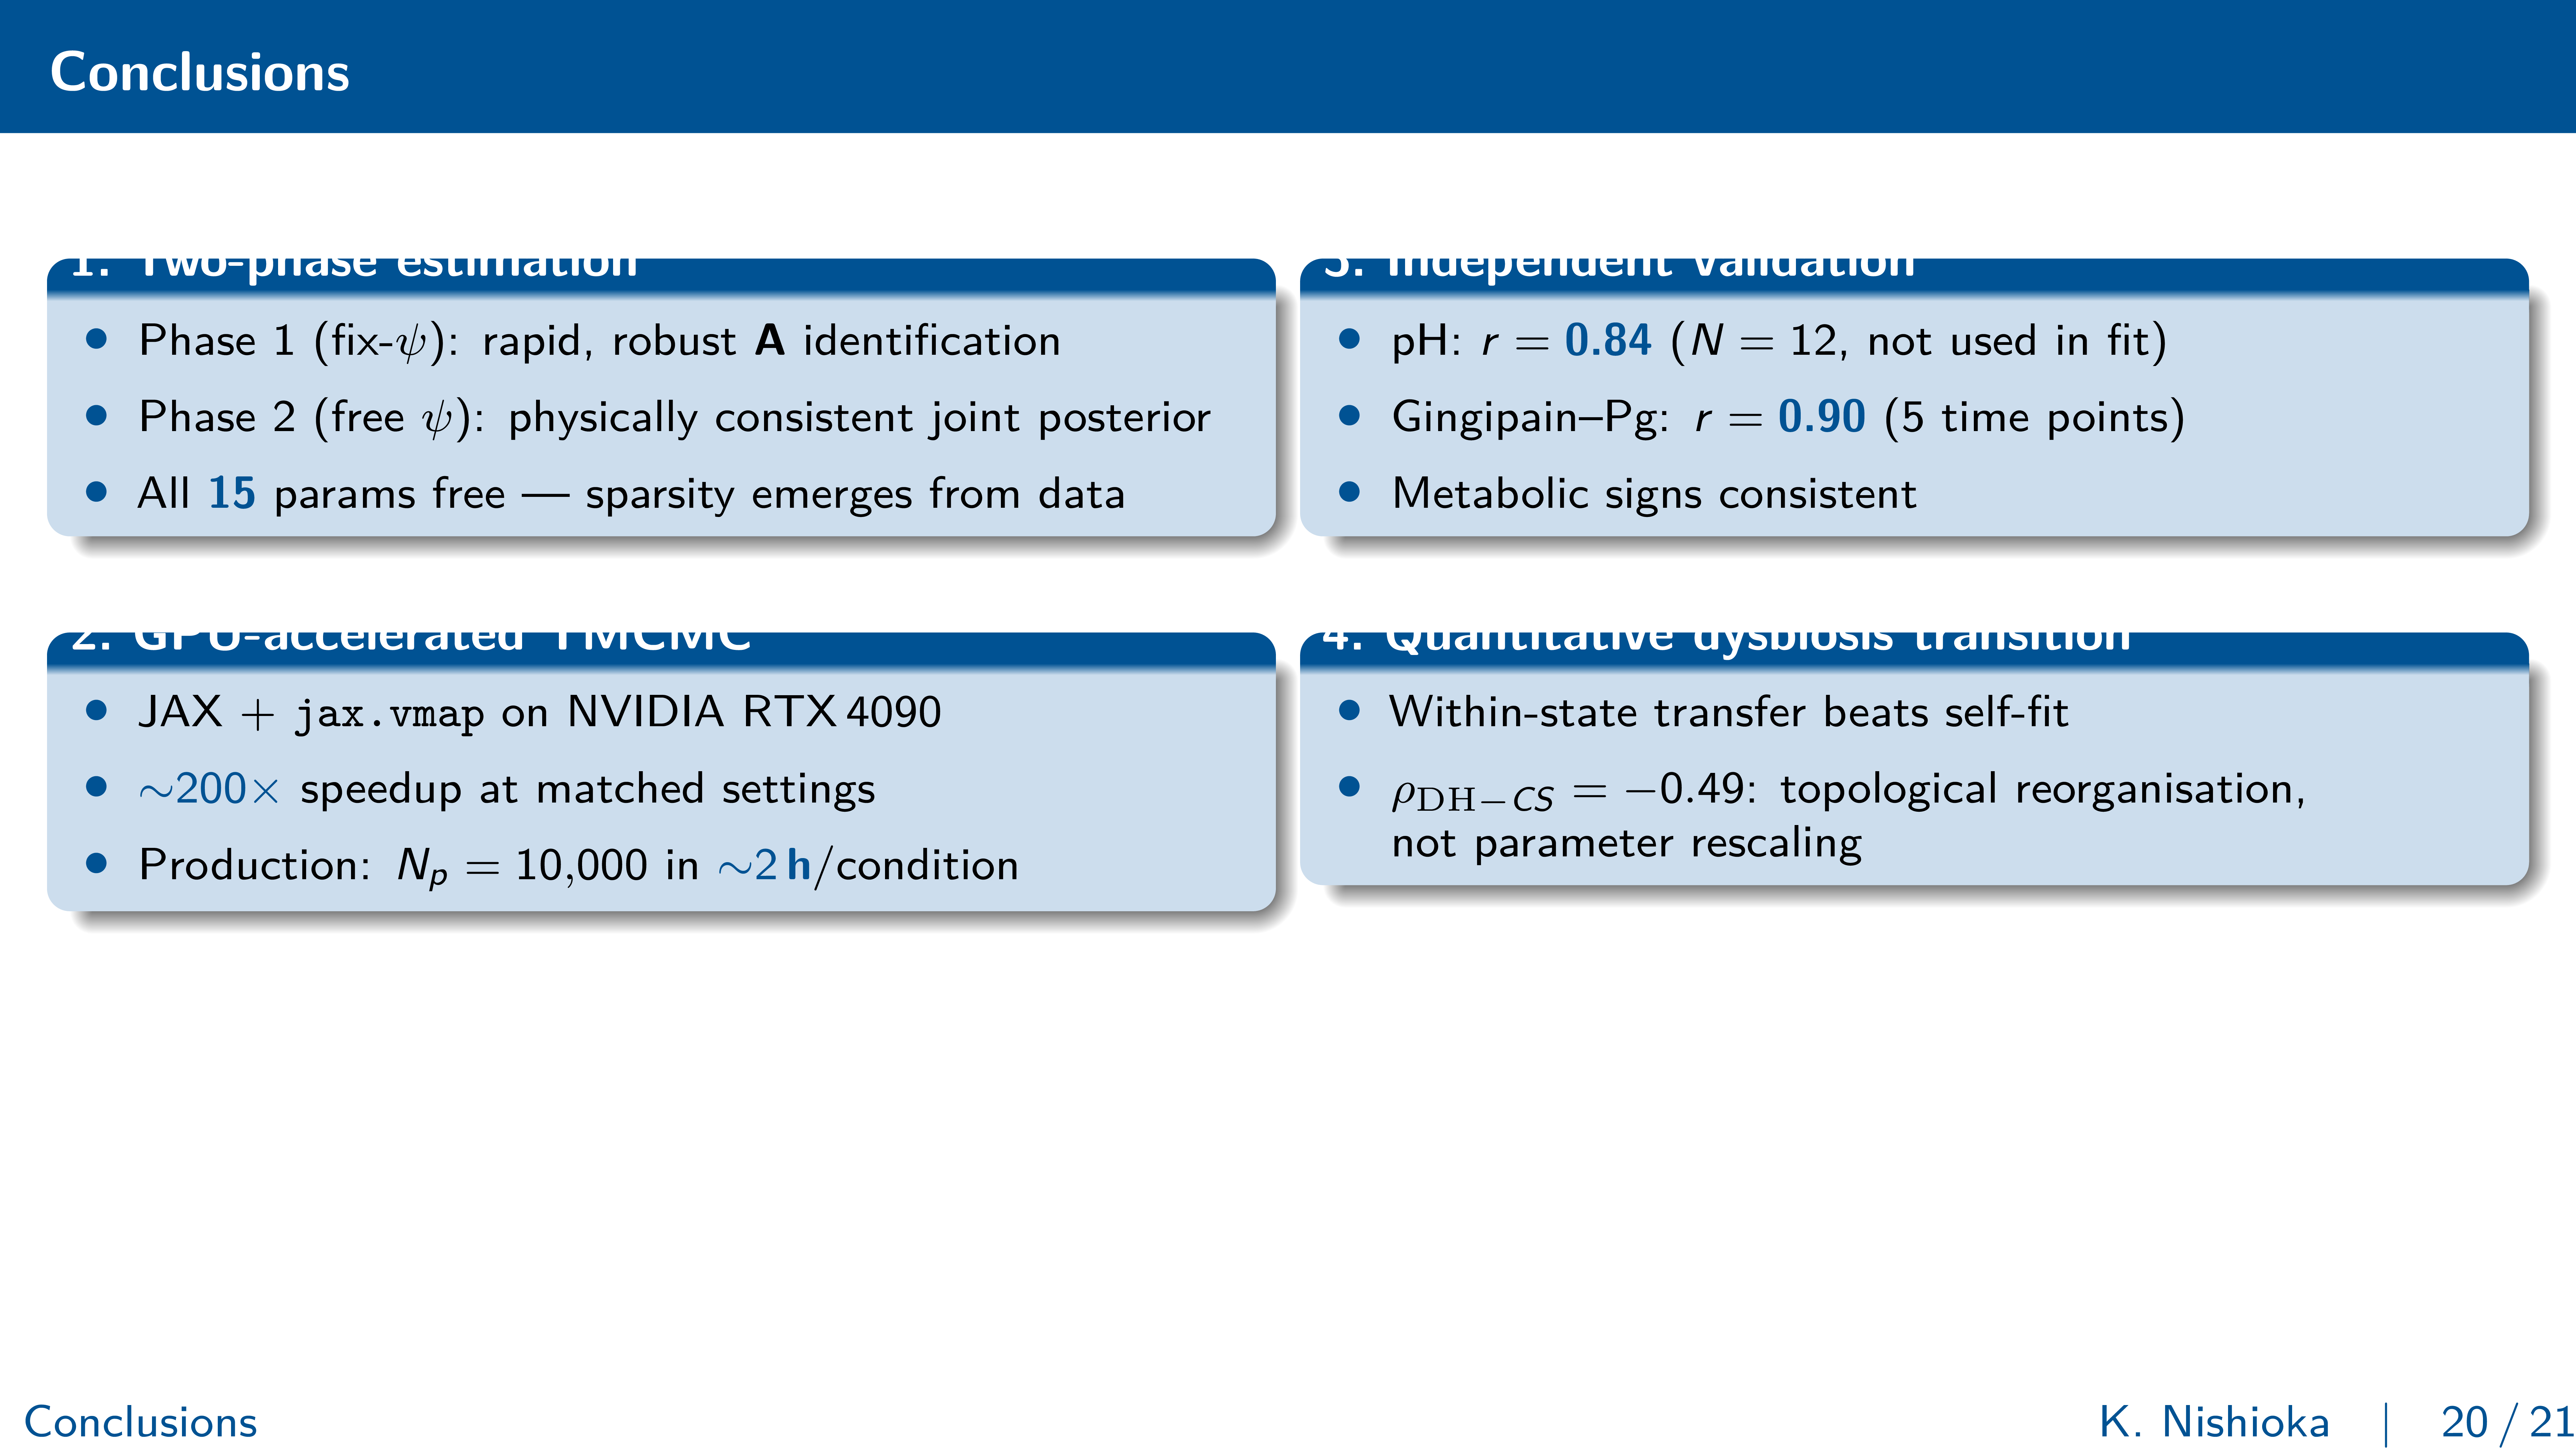 Conclusions
1. Two-phase estimation
• Phase 1 (fix-ψ): rapid, robust A identification
• Phase 2 (free ψ): physically consistent joint posterior
• All 15 params free — sparsity emerges from data
2. GPU-accelerated TMCMC
• JAX + jax.vmap on NVIDIA RTX 4090
• ~200× speedup at matched settings
• Production: Nₚ = 10,000 in ~2 h/condition
3. Independent validation
• pH: r = 0.84 (N = 12, not used in fit)
• Gingipain–Pg: r = 0.90 (5 time points)
• Metabolic signs consistent
4. Quantitative dysbiosis transition
• Within-state transfer beats self-fit
• ρDH−CS = −0.49: topological reorganisation,
not parameter rescaling
Conclusions
K. Nishioka | 20 / 21